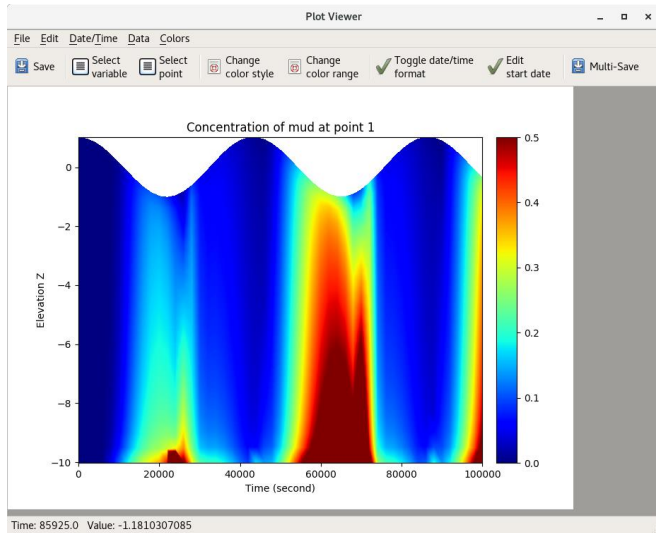 Plot Viewer
File Edit Date/Time Data Colors
Save Select variable Select point Change color style Change color range Toggle date/time format Edit start date Multi-Save
Concentration of mud at point 1
0
−2
−4
−6
−8
−10
Elevation Z
0 20000 40000 60000 80000 100000
Time (second)
0.5
0.4
0.3
0.2
0.1
0.0
Time: 85925.0 Value: -1.1810307085